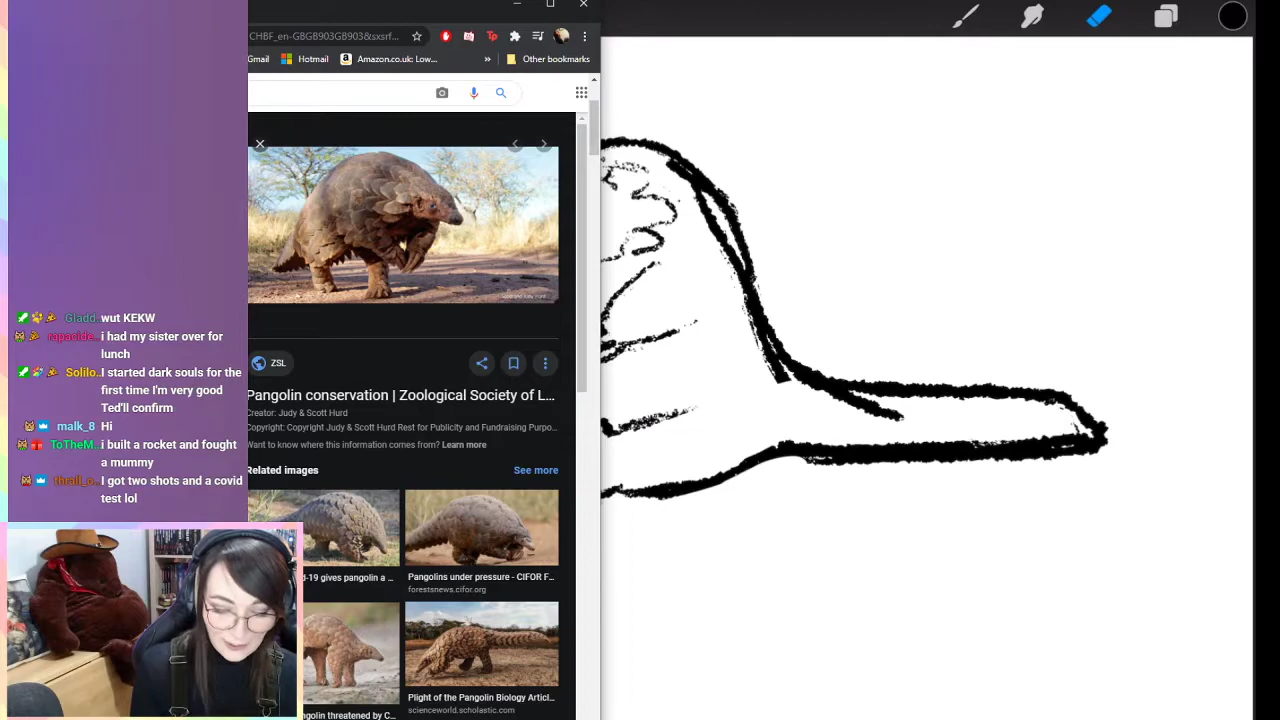 CHBF_en-GBGB903GB903&sxsrf...
Gmail
Hotmail
Amazon.co.uk: Low...
»
Other bookmarks
ZSL
Pangolin conservation | Zoological Society of L...
Creator: Judy & Scott Hurd
Copyright: Copyright Judy & Scott Hurd Rest for Publicity and Fundraising Purpo...
Want to know where this information comes from? Learn more
Related images
See more
d-19 gives pangolin a ...
Pangolins under pressure - CIFOR F...
forestsnews.cifor.org
ngolin threatened by C...
Plight of the Pangolin Biology Articl...
scienceworld.scholastic.com
Gladd.. wut KEKW
rapacide.. i had my sister over for
lunch
Solilo.. I started dark souls for the
first time I'm very good
Ted'll confirm
malk_8 Hi
ToTheM.. i built a rocket and fought
a mummy
thrall_o.. I got two shots and a covid
test lol